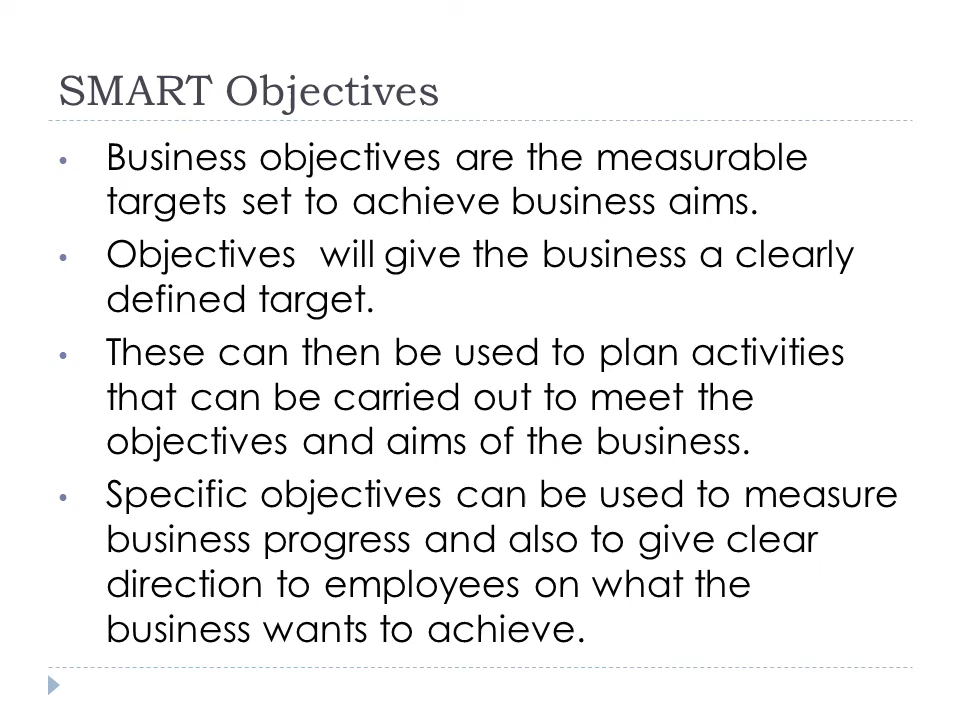 SMART Objectives
• Business objectives are the measurable
targets set to achieve business aims.
• Objectives  will give the business a clearly
defined target.
• These can then be used to plan activities
that can be carried out to meet the
objectives and aims of the business.
• Specific objectives can be used to measure
business progress and also to give clear
direction to employees on what the
business wants to achieve.